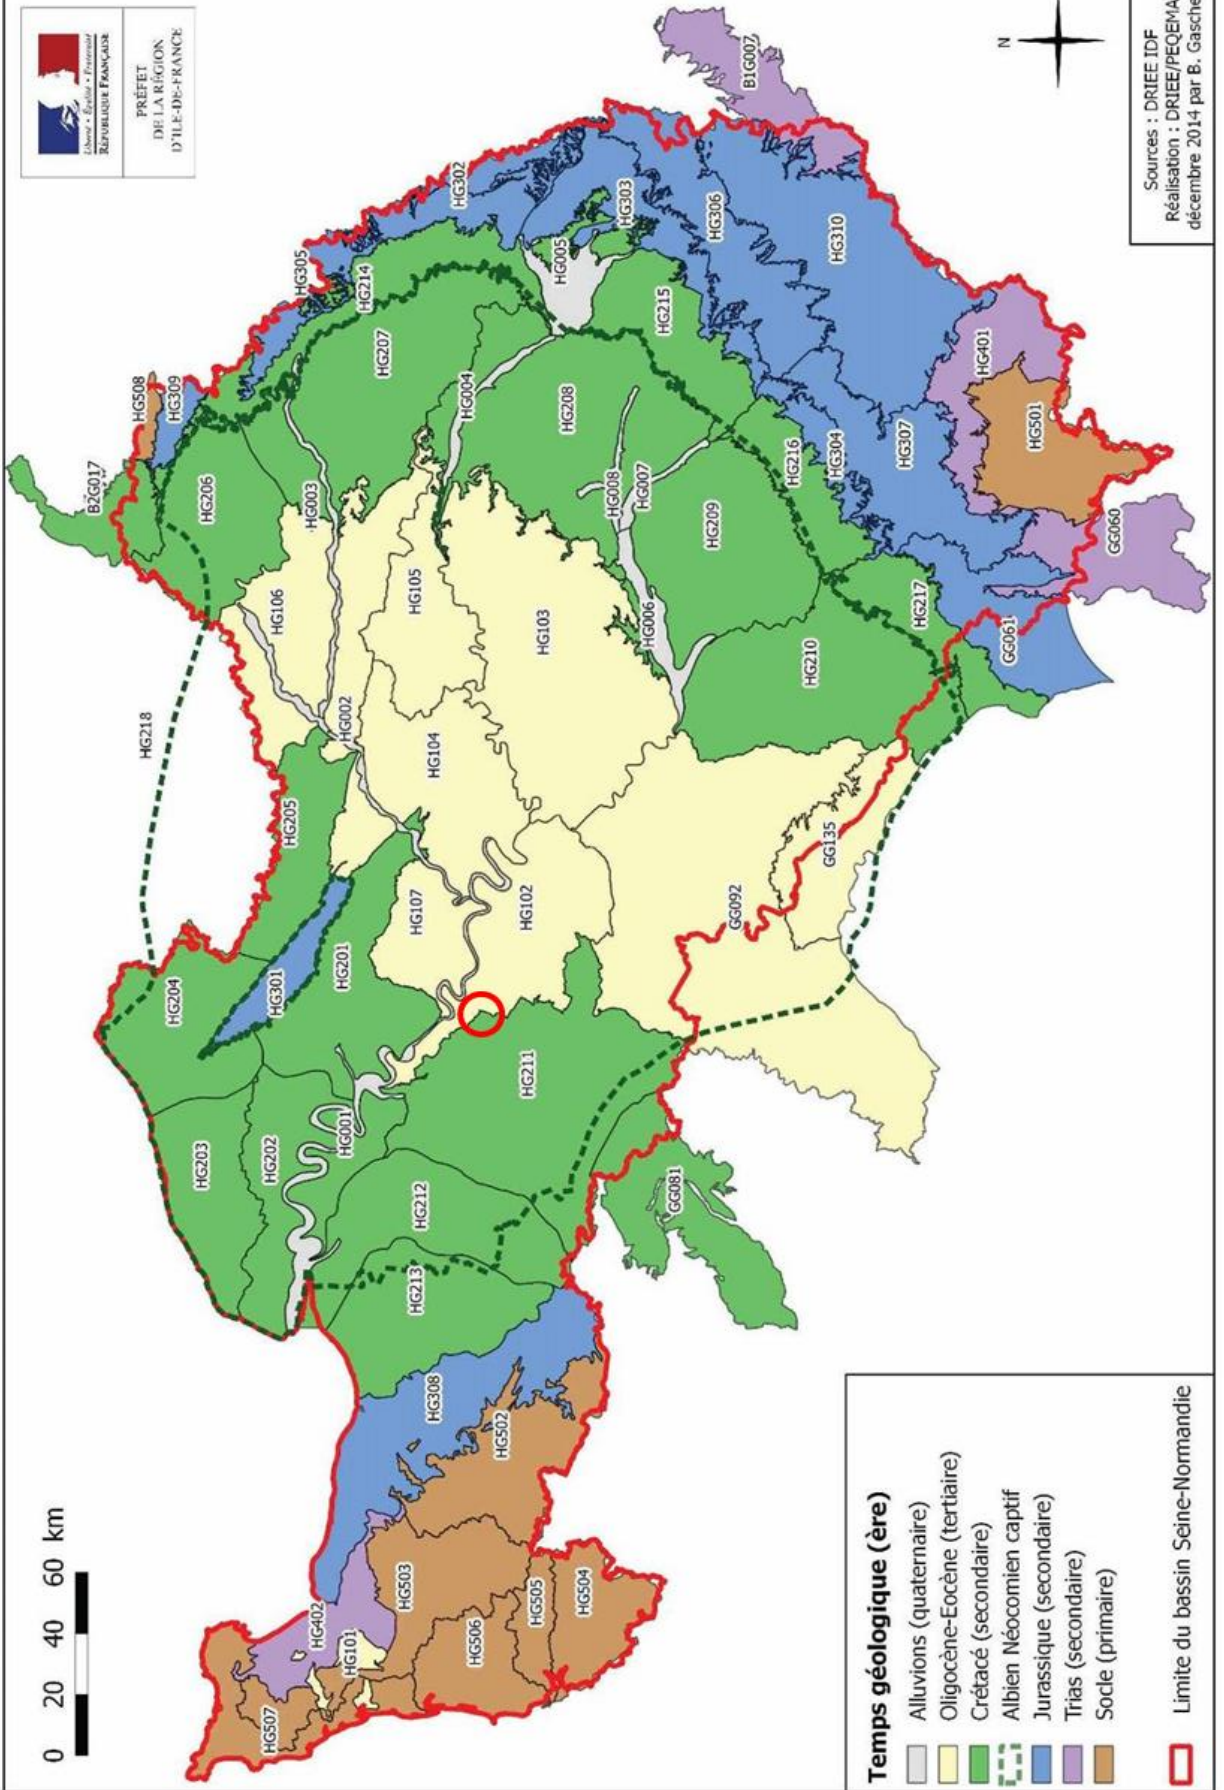 0 20 40 60 km
Liberté • Égalité • Fraternité
RÉPUBLIQUE FRANÇAISE
PRÉFET
DE LA RÉGION
D'ILE-DE-FRANCE
B2G017
HG508
HG218
HG309
HG204
HG203
HG206
HG507
HG202
HG301
HG205
HG106
HG305
HG402
HG003
HG001
HG201
HG002
HG101
HG214
HG207
HG503
HG213
HG212
HG107
HG105
HG308
HG104
HG302
HG004
HG506
HG502
HG211
HG102
HG103
HG505
HG005
HG208
HG504
HG008
HG303
HG006
HG007
HG215
GG081
HG209
HG306
GG092
B1G007
HG216
HG210
GG135
HG304
HG310
HG307
HG217
HG401
GG061
HG501
GG060
N
Temps géologique (ère)
Alluvions (quaternaire)
Oligocène-Eocène (tertiaire)
Crétacé (secondaire)
Albien Néocomien captif
Jurassique (secondaire)
Trias (secondaire)
Socle (primaire)
Limite du bassin Seine-Normandie
Sources : DRIEE IDF
Réalisation : DRIEE/PEQEMA
décembre 2014 par B. Gasche